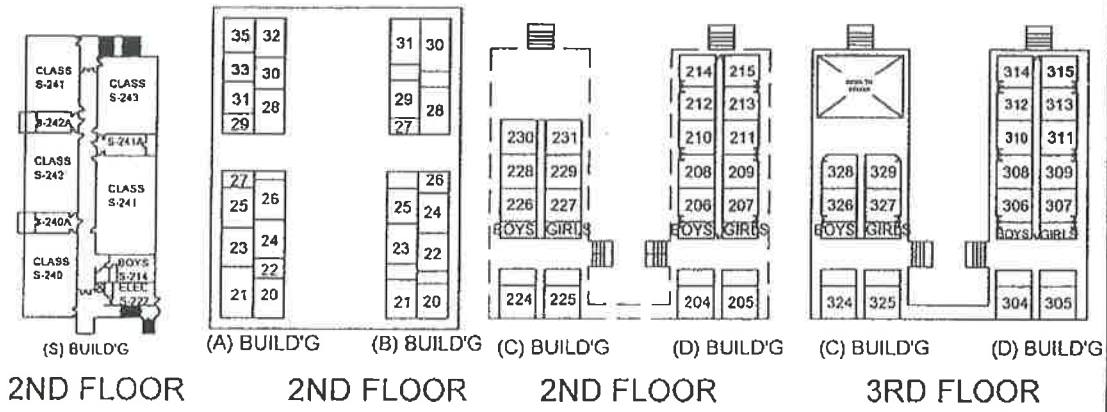 CLASS
S-241
CLASS
S-243
S-242A
S-241A
CLASS
S-242
CLASS
S-241
S-240A
CLASS
S-240
BOYS
S-214
ELEC
S-222
(S) BUILD'G
2ND FLOOR
35 32
33 30
31 28
29
27 26
25
23 24
22
21 20
(A) BUILD'G
31 30
29 28
27
26
25 24
23 22
21 20
(B) BUILD'G
2ND FLOOR
230 231
228 229
226 227
BOYS GIRLS
224 225
(C) BUILD'G
214 215
212 213
210 211
208 209
206 207
BOYS GIRLS
204 205
(D) BUILD'G
2ND FLOOR
328 329
326 327
BOYS GIRLS
324 325
(C) BUILD'G
314 315
312 313
310 311
308 309
306 307
BOYS GIRLS
304 305
(D) BUILD'G
3RD FLOOR